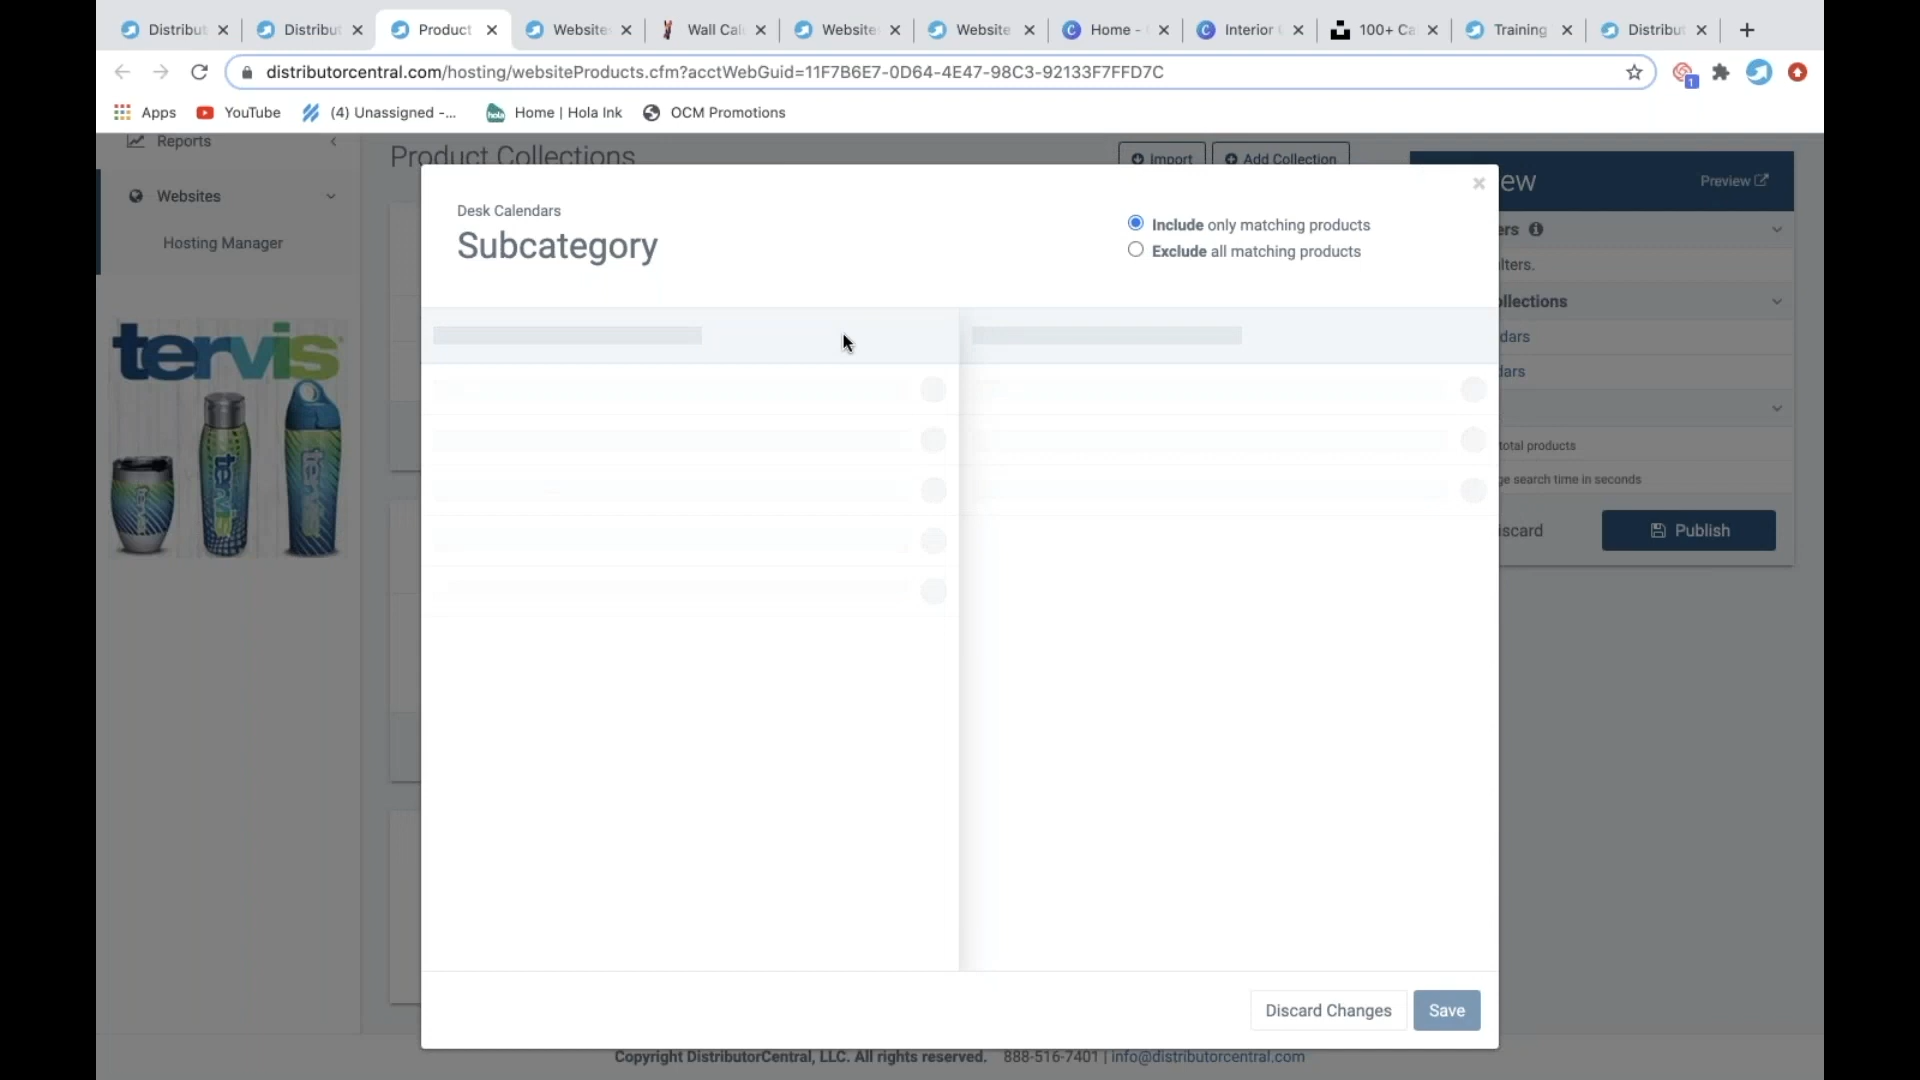 Distribut
Distribut
Product
Website
Wall Cal
Website
Website
Home -
Interior
100+ Ca
Training
Distribut
distributorcentral.com/hosting/websiteProducts.cfm?acctWebGuid=11F7B6E7-0D64-4E47-98C3-92133F7FFD7C
1
Apps
YouTube
(4) Unassigned -...
Home | Hola Ink
OCM Promotions
Reports
Product Collections
Import
Add Collection
ew
Preview
Websites
Hosting Manager
Desk Calendars
Subcategory
Include only matching products
Exclude all matching products
ers
lters.
ollections
dars
dars
total products
ge search time in seconds
iscard
Publish
tervis
Discard Changes
Save
Copyright DistributorCentral, LLC. All rights reserved. 888-516-7401 | info@distributorcentral.com